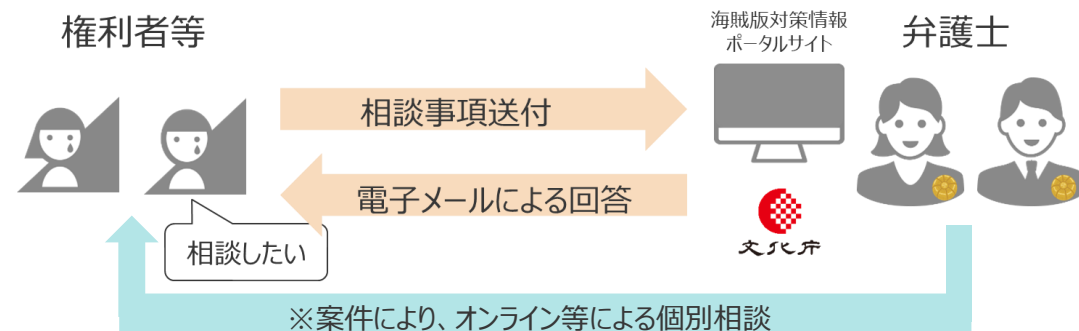 権利者等
海賊版対策情報
ポータルサイト
弁護士
相談事項送付
電子メールによる回答
相談したい
文化庁
※案件により、オンライン等による個別相談